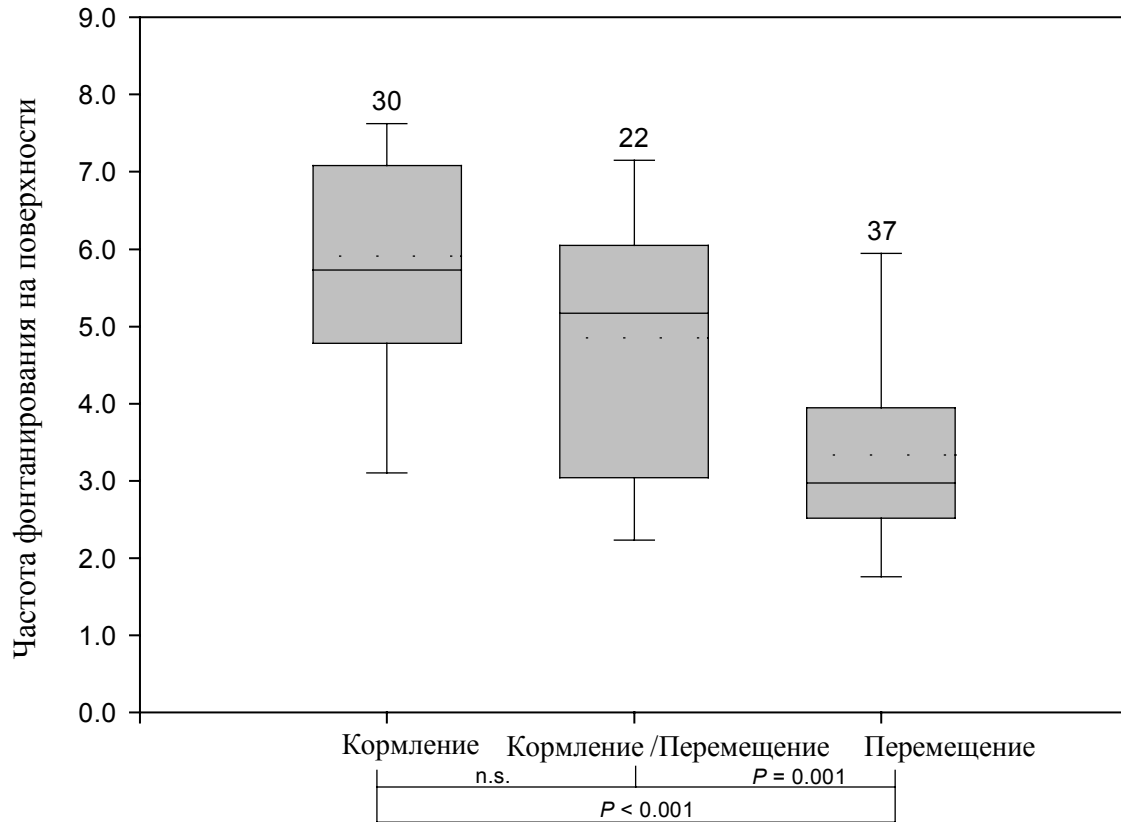 Частота фонтанирования на поверхности
9.0
8.0
7.0
6.0
5.0
4.0
3.0
2.0
1.0
0.0
30
22
37
Кормление
Кормление /Перемещение
Перемещение
n.s.
P = 0.001
P < 0.001